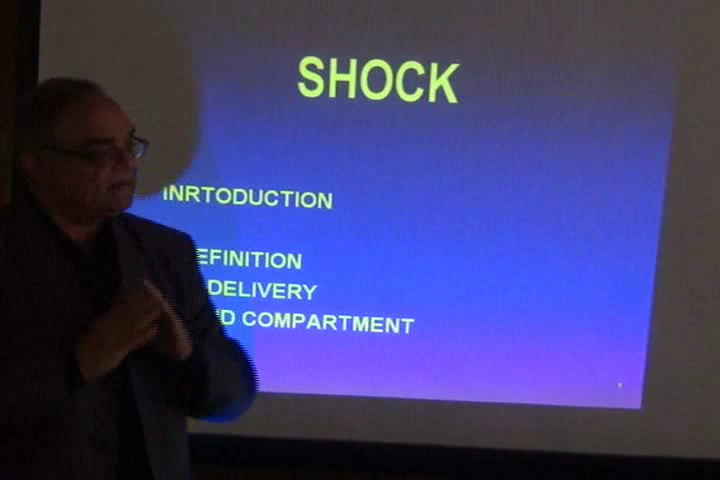 SHOCK
INRTODUCTION
EFINITION
DELIVERY
D COMPARTMENT